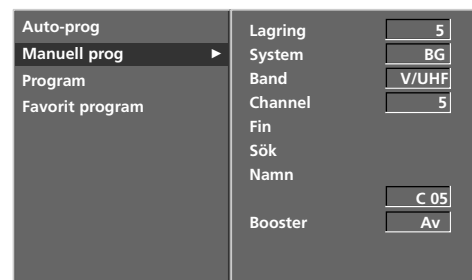 Auto-prog
Manuell prog ►
Program
Favorit program
Lagring 5
System BG
Band V/UHF
Channel 5
Fin
Sök
Namn
C 05
Booster Av